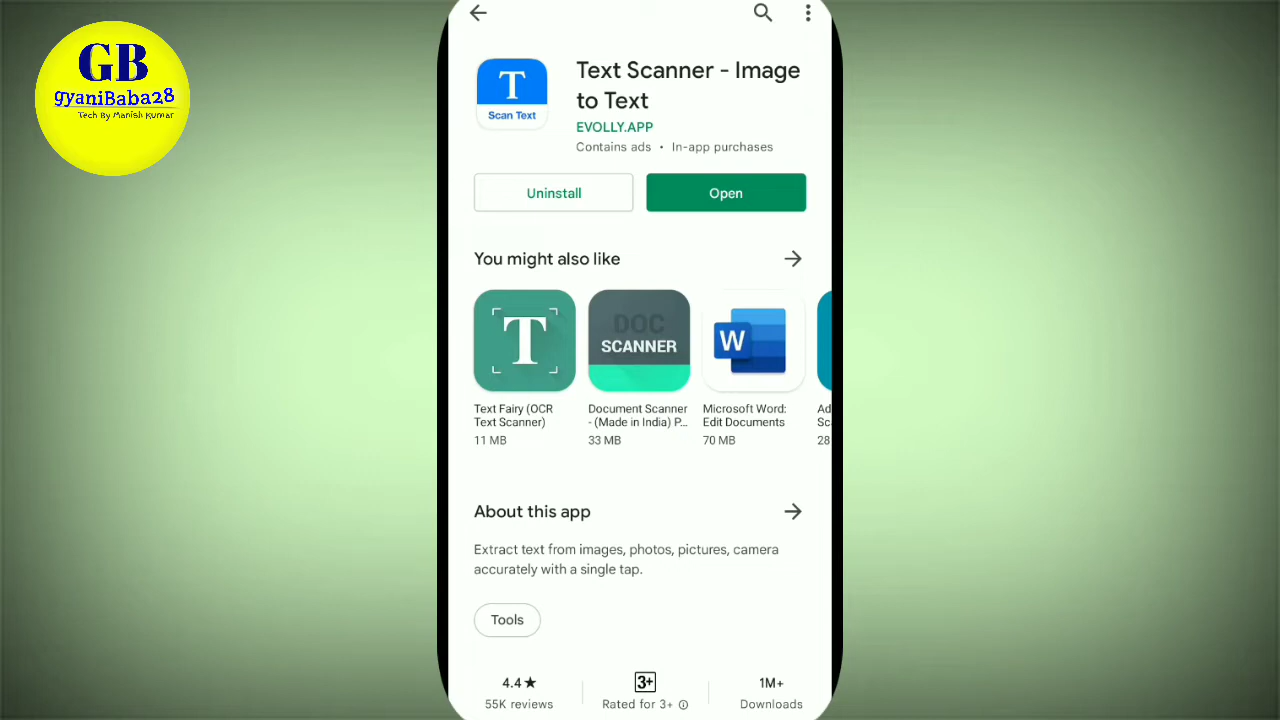 GB
gyaniBaba28
Tech By Manish Kumar
Text Scanner - Image
to Text
EVOLLY.APP
Contains ads • In-app purchases
T
Scan Text
Uninstall
Open
You might also like
T
DOC
SCANNER
W
Text Fairy (OCR
Text Scanner)
11 MB
Document Scanner
- (Made in India) P...
33 MB
Microsoft Word:
Edit Documents
70 MB
Ad
Sc
28
About this app
Extract text from images, photos, pictures, camera
accurately with a single tap.
Tools
4.4★
55K reviews
3+
Rated for 3+
1M+
Downloads